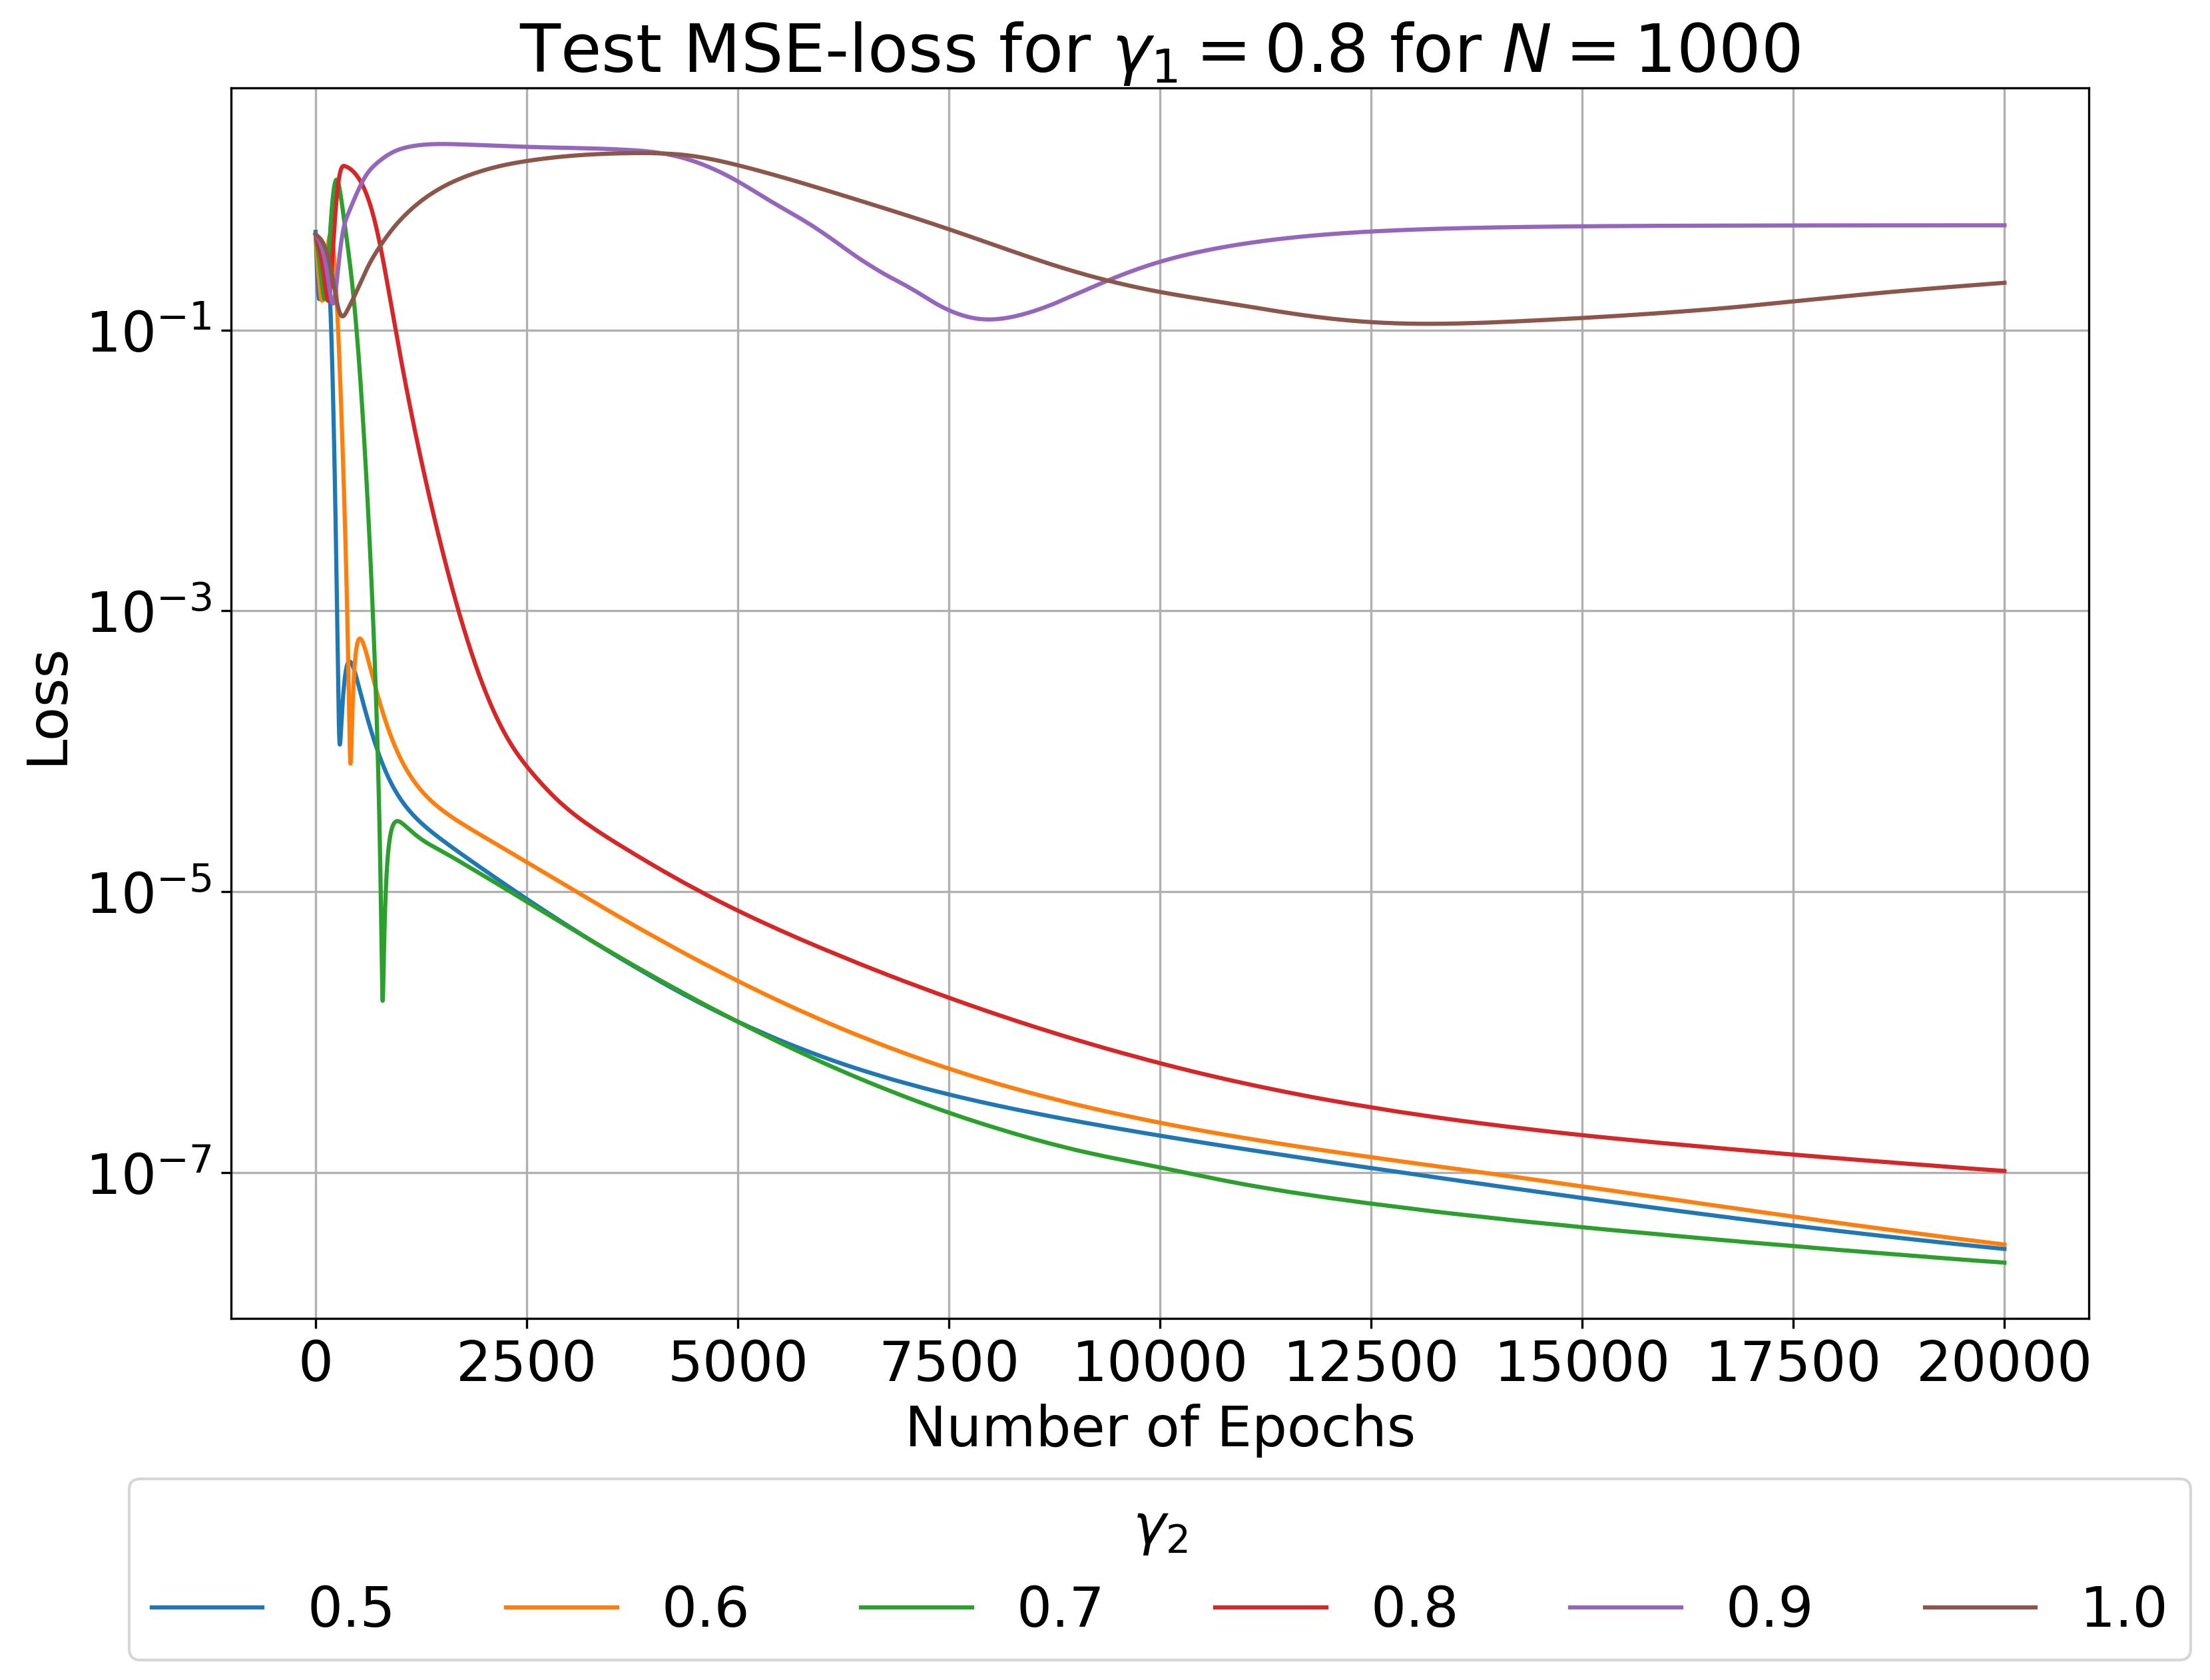 Test MSE-loss for γ₁ = 0.8 for N = 1000
Loss
10⁻¹
10⁻³
10⁻⁵
10⁻⁷
0 2500 5000 7500 10000 12500 15000 17500 20000
Number of Epochs
γ₂
0.5 0.6 0.7 0.8 0.9 1.0